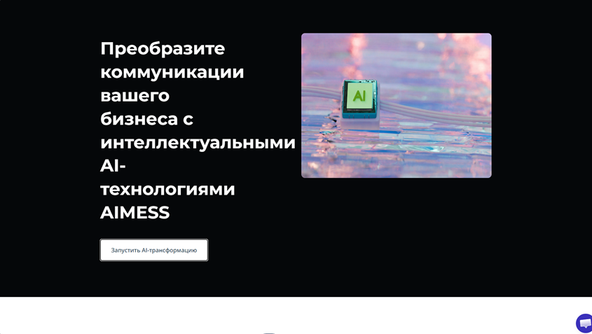 Преобразите
коммуникации
вашего
бизнеса с
интеллектуальными
AI-
технологиями
AIMESS
AI
Запустить AI-трансформацию